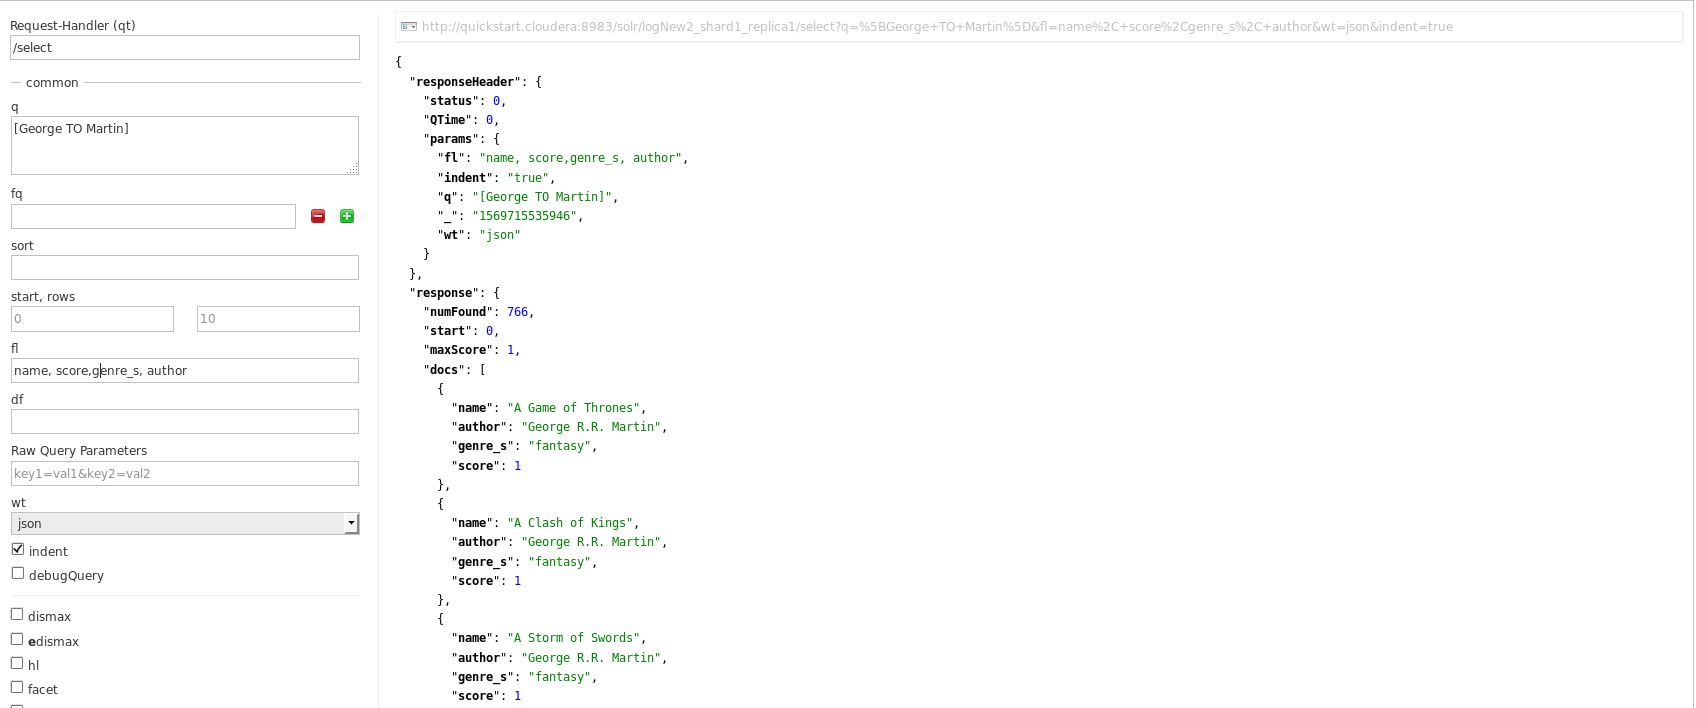 Request-Handler (qt)
/select
common
q
[George TO Martin]
fq
sort
start, rows
0 10
fl
name, score,genre_s, author
df
Raw Query Parameters
key1=val1&key2=val2
wt
json
indent
debugQuery
dismax
edismax
hl
facet
http://quickstart.cloudera:8983/solr/logNew2_shard1_replica1/select?q=%5BGeorge+TO+Martin%5D&fl=name%2C+score%2Cgenre_s%2C+author&wt=json&indent=true
{
"responseHeader": {
"status": 0,
"QTime": 0,
"params": {
"fl": "name, score,genre_s, author",
"indent": "true",
"q": "[George TO Martin]",
"_": "1569715535946",
"wt": "json"
}
},
"response": {
"numFound": 766,
"start": 0,
"maxScore": 1,
"docs": [
{
"name": "A Game of Thrones",
"author": "George R.R. Martin",
"genre_s": "fantasy",
"score": 1
},
{
"name": "A Clash of Kings",
"author": "George R.R. Martin",
"genre_s": "fantasy",
"score": 1
},
{
"name": "A Storm of Swords",
"author": "George R.R. Martin",
"genre_s": "fantasy",
"score": 1